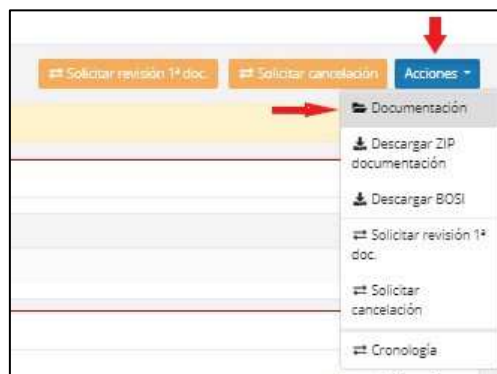 Solicitar revisión 1ª doc.
Solicitar cancelación
Acciones
Documentación
Descargar ZIP
documentación
Descargar BOSI
Solicitar revisión 1ª
doc.
Solicitar
cancelación
Cronología